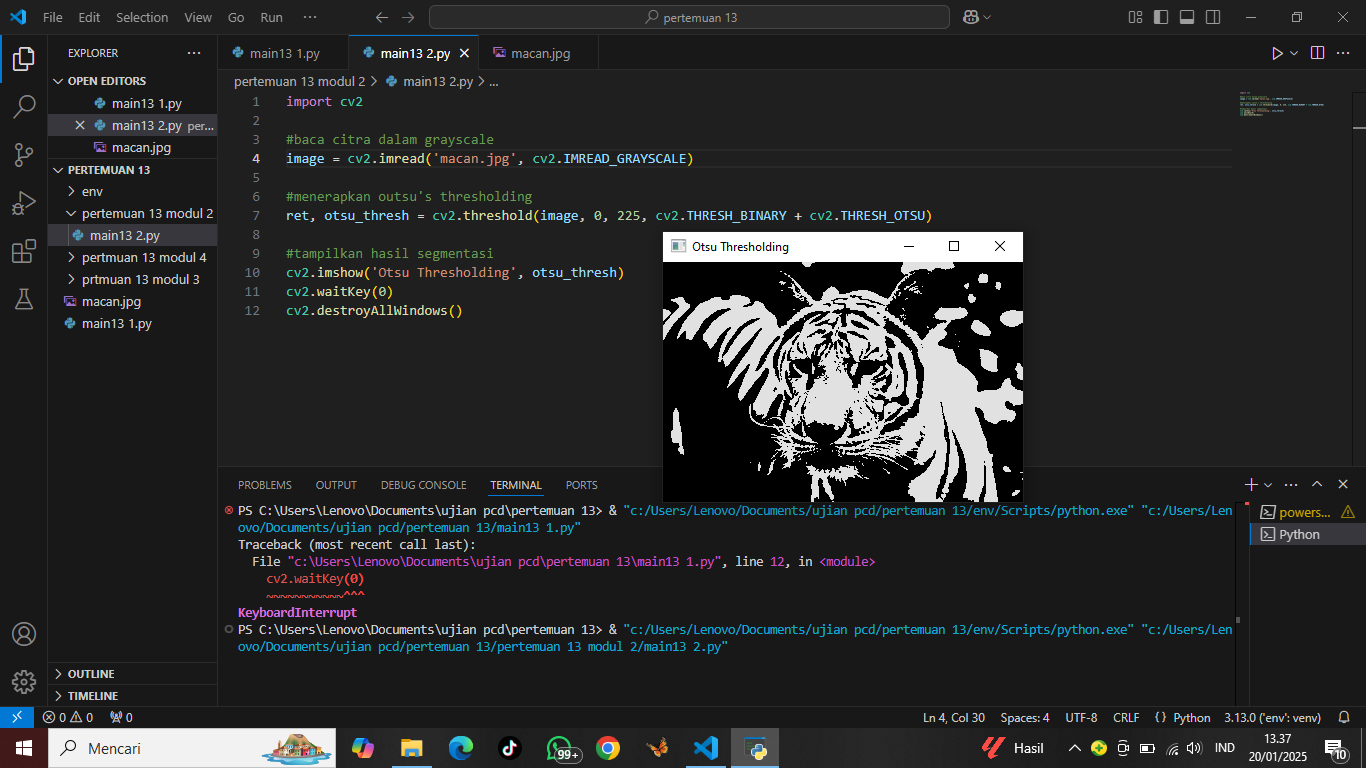 File Edit Selection View Go Run ··· pertemuan 13
EXPLORER ···
OPEN EDITORS
main13 1.py
main13 2.py per...
macan.jpg
PERTEMUAN 13
env
pertemuan 13 modul 2
main13 2.py
pertmuan 13 modul 4
prtmuan 13 modul 3
macan.jpg
main13 1.py
OUTLINE
TIMELINE
main13 1.py main13 2.py macan.jpg
pertemuan 13 modul 2 > main13 2.py > ...
1 import cv2
2
3 #baca citra dalam grayscale
4 image = cv2.imread('macan.jpg', cv2.IMREAD_GRAYSCALE)
5
6 #menerapkan outsu's thresholding
7 ret, otsu_thresh = cv2.threshold(image, 0, 225, cv2.THRESH_BINARY + cv2.THRESH_OTSU)
8
9 #tampilkan hasil segmentasi
10 cv2.imshow('Otsu Thresholding', otsu_thresh)
11 cv2.waitKey(0)
12 cv2.destroyAllWindows()
Otsu Thresholding
PROBLEMS OUTPUT DEBUG CONSOLE TERMINAL PORTS
PS C:\Users\Lenovo\Documents\ujian pcd\pertemuan 13> & "c:/Users/Lenovo/Documents/ujian pcd/pertemuan 13/env/Scripts/python.exe" "c:/Users/Len
ovo/Documents/ujian pcd/pertemuan 13/main13 1.py"
Traceback (most recent call last):
File "c:\Users\Lenovo\Documents\ujian pcd\pertemuan 13\main13 1.py", line 12, in <module>
cv2.waitKey(0)
~~~~~~~~~~~^^^
KeyboardInterrupt
PS C:\Users\Lenovo\Documents\ujian pcd\pertemuan 13> & "c:/Users/Lenovo/Documents/ujian pcd/pertemuan 13/env/Scripts/python.exe" "c:/Users/Len
ovo/Documents/ujian pcd/pertemuan 13/pertemuan 13 modul 2/main13 2.py"
powers...
Python
0 0 0 Ln 4, Col 30 Spaces: 4 UTF-8 CRLF {} Python 3.13.0 ('env': venv)
Mencari 99+ Hasil IND 13.37
20/01/2025 10